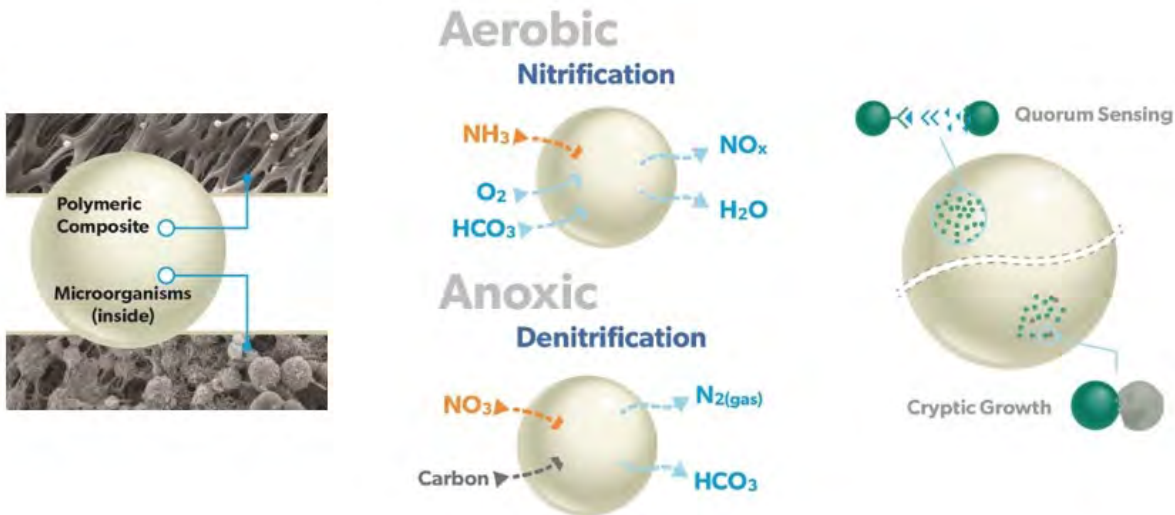 Polymeric
Composite
Microorganisms
(inside)
Aerobic
Nitrification
NH₃
O₂
HCO₃
NOₓ
H₂O
Anoxic
Denitrification
NO₃
Carbon
N₂(gas)
HCO₃
Quorum Sensing
Cryptic Growth